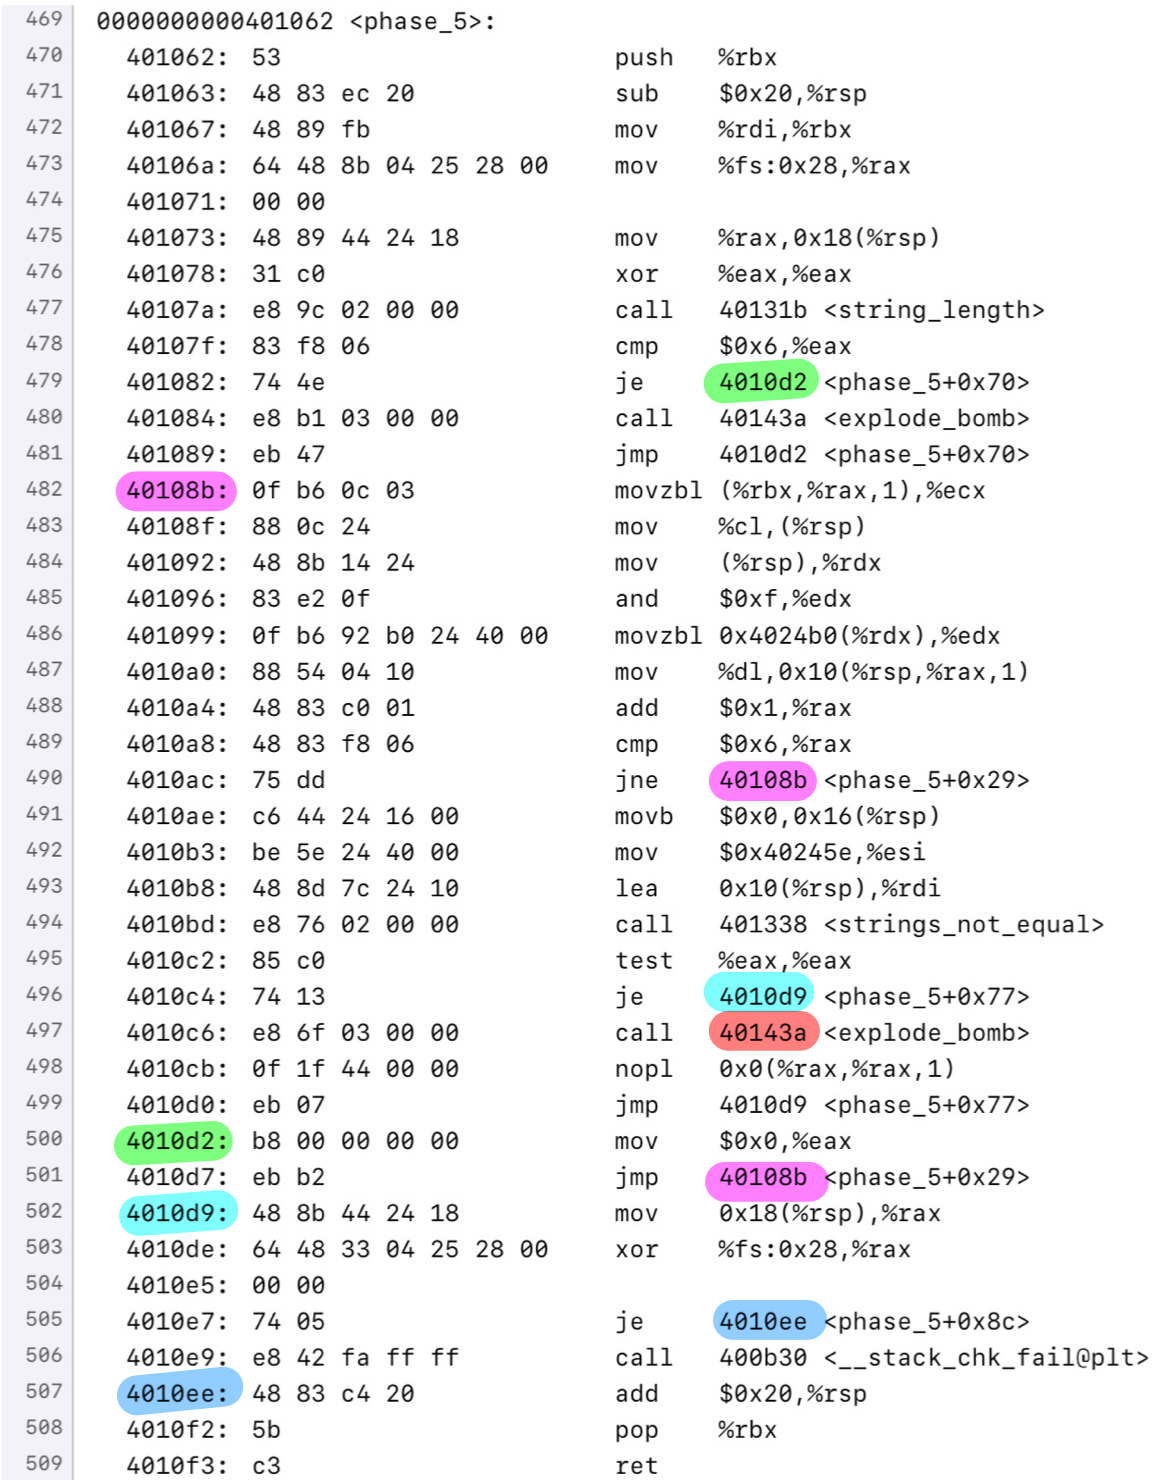 469 0000000000401062 <phase_5>:
470 401062: 53 push %rbx
471 401063: 48 83 ec 20 sub $0x20,%rsp
472 401067: 48 89 fb mov %rdi,%rbx
473 40106a: 64 48 8b 04 25 28 00 mov %fs:0x28,%rax
474 401071: 00 00
475 401073: 48 89 44 24 18 mov %rax,0x18(%rsp)
476 401078: 31 c0 xor %eax,%eax
477 40107a: e8 9c 02 00 00 call 40131b <string_length>
478 40107f: 83 f8 06 cmp $0x6,%eax
479 401082: 74 4e je 4010d2 <phase_5+0x70>
480 401084: e8 b1 03 00 00 call 40143a <explode_bomb>
481 401089: eb 47 jmp 4010d2 <phase_5+0x70>
482 40108b: 0f b6 0c 03 movzbl (%rbx,%rax,1),%ecx
483 40108f: 88 0c 24 mov %cl,(%rsp)
484 401092: 48 8b 14 24 mov (%rsp),%rdx
485 401096: 83 e2 0f and $0xf,%edx
486 401099: 0f b6 92 b0 24 40 00 movzbl 0x4024b0(%rdx),%edx
487 4010a0: 88 54 04 10 mov %dl,0x10(%rsp,%rax,1)
488 4010a4: 48 83 c0 01 add $0x1,%rax
489 4010a8: 48 83 f8 06 cmp $0x6,%rax
490 4010ac: 75 dd jne 40108b <phase_5+0x29>
491 4010ae: c6 44 24 16 00 movb $0x0,0x16(%rsp)
492 4010b3: be 5e 24 40 00 mov $0x40245e,%esi
493 4010b8: 48 8d 7c 24 10 lea 0x10(%rsp),%rdi
494 4010bd: e8 76 02 00 00 call 401338 <strings_not_equal>
495 4010c2: 85 c0 test %eax,%eax
496 4010c4: 74 13 je 4010d9 <phase_5+0x77>
497 4010c6: e8 6f 03 00 00 call 40143a <explode_bomb>
498 4010cb: 0f 1f 44 00 00 nopl 0x0(%rax,%rax,1)
499 4010d0: eb 07 jmp 4010d9 <phase_5+0x77>
500 4010d2: b8 00 00 00 00 mov $0x0,%eax
501 4010d7: eb b2 jmp 40108b <phase_5+0x29>
502 4010d9: 48 8b 44 24 18 mov 0x18(%rsp),%rax
503 4010de: 64 48 33 04 25 28 00 xor %fs:0x28,%rax
504 4010e5: 00 00
505 4010e7: 74 05 je 4010ee <phase_5+0x8c>
506 4010e9: e8 42 fa ff ff call 400b30 <__stack_chk_fail@plt>
507 4010ee: 48 83 c4 20 add $0x20,%rsp
508 4010f2: 5b pop %rbx
509 4010f3: c3 ret